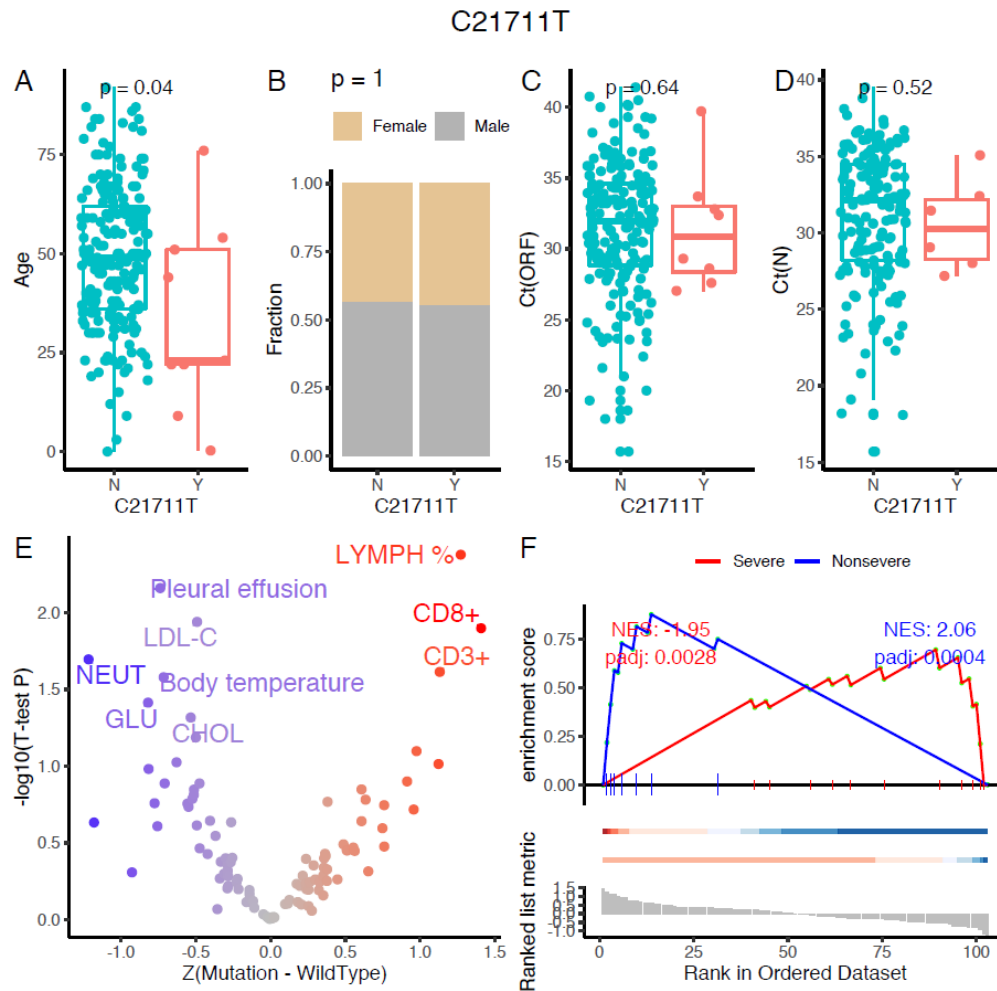 C21711T
A
p = 0.04
Age
75
50
25
0
N
Y
C21711T
B
p = 1
Female
Male
Fraction
1.00
0.75
0.50
0.25
0.00
N
Y
C21711T
C
p = 0.64
Ct(ORF)
40
35
30
25
20
15
N
Y
C21711T
D
p = 0.52
Ct(N)
40
35
30
25
20
15
N
Y
C21711T
E
-log10(T-test P)
2.0
1.5
1.0
0.5
0.0
LYMPH %
Pleural effusion
CD8+
LDL-C
CD3+
NEUT
Body temperature
GLU
CHOL
-1.0
-0.5
0.0
0.5
1.0
Z(Mutation - WildType)
F
Severe
Nonsevere
enrichment score
0.75
0.50
0.25
0.00
NES: -1.95
padj: 0.0028
NES: 2.06
padj: 0.0004
Ranked list metric
1.5
1.0
0.5
0.0
-0.5
-1.0
0
25
50
75
100
Rank in Ordered Dataset